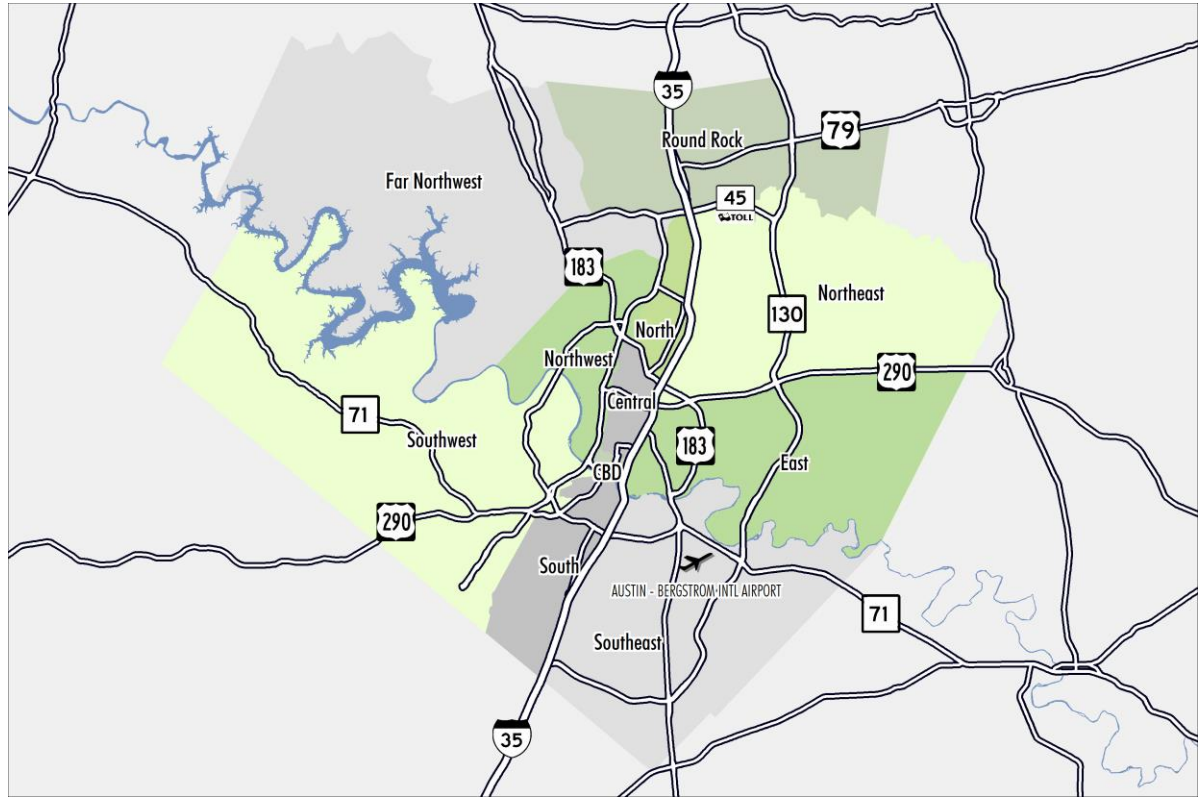 35
79
Round Rock
Far Northwest
45
TOLL
183
Northeast
130
North
Northwest
290
Central
71
Southwest
183
East
CBD
290
South
AUSTIN - BERGSTROM INTL AIRPORT
71
Southeast
35